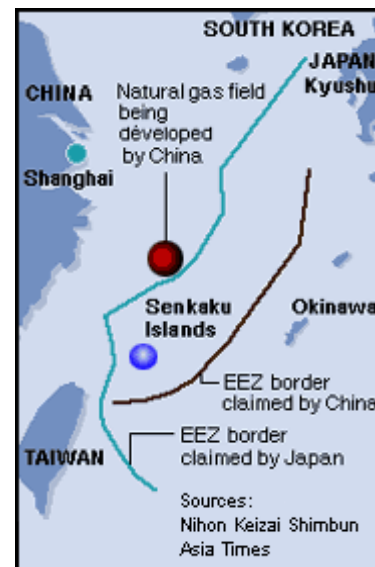 SOUTH KOREA
JAPAN
Kyushu
CHINA
Natural gas field
being
developed
by China
Shanghai
Senkaku
Islands
Okinawa
EEZ border
claimed by China
EEZ border
claimed by Japan
TAIWAN
Sources:
Nihon Keizai Shimbun
Asia Times